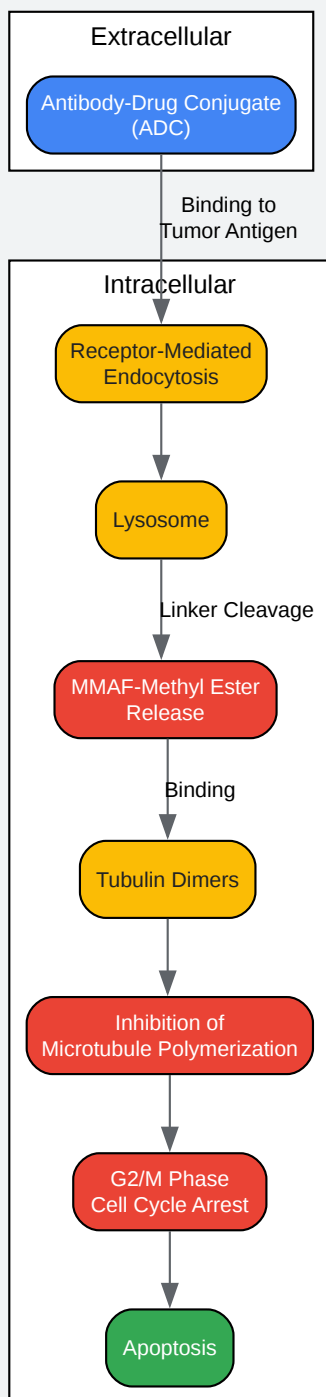 Extracellular
Antibody-Drug Conjugate
(ADC)
Binding to
Tumor Antigen
Intracellular
Receptor-Mediated
Endocytosis
Lysosome
Linker Cleavage
MMAF-Methyl Ester
Release
Binding
Tubulin Dimers
Inhibition of
Microtubule Polymerization
G2/M Phase
Cell Cycle Arrest
Apoptosis